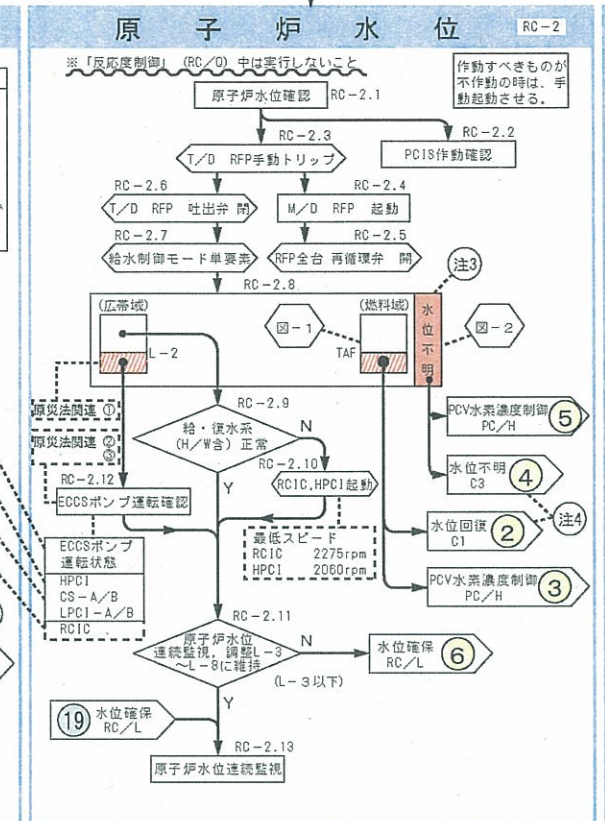 原子炉水位
RC-2
※「反応度制御」(RC/Q)中は実行しないこと
作動すべきものが
不作動の時は、手
動起動させる。
原子炉水位確認
RC-2.1
RC-2.3
RC-2.2
T/D RFP手動トリップ
PCIS作動確認
RC-2.6
RC-2.4
T/D RFP 吐出弁 閉
M/D RFP 起動
RC-2.7
RC-2.5
給水制御モード単要素
RFP全台 再循環弁 開
RC-2.8
注3
(広帯域)
(燃料域)
水位不明
図-1
図-2
L-2
TAF
原災法関連 ①
RC-2.9
PCV水素濃度制御
PC/H
⑤
原災法関連 ②
③
給・復水系
(H/W含)正常
N
RC-2.10
水位不明
C3
④
RC-2.12
RCIC,HPCI起動
ECCSポンプ運転確認
Y
注4
水位回復
C1
②
最低スピード
RCIC 2275rpm
HPCI 2060rpm
ECCSポンプ
運転状態
HPCI
CS-A/B
LPCI-A/B
RCIC
PCV水素濃度制御
PC/H
③
RC-2.11
原子炉水位
連続監視,調整L-3
~L-8に維持
N
(L-3以下)
水位確保
RC/L
⑥
Y
⑲
水位確保
RC/L
RC-2.13
原子炉水位連続監視